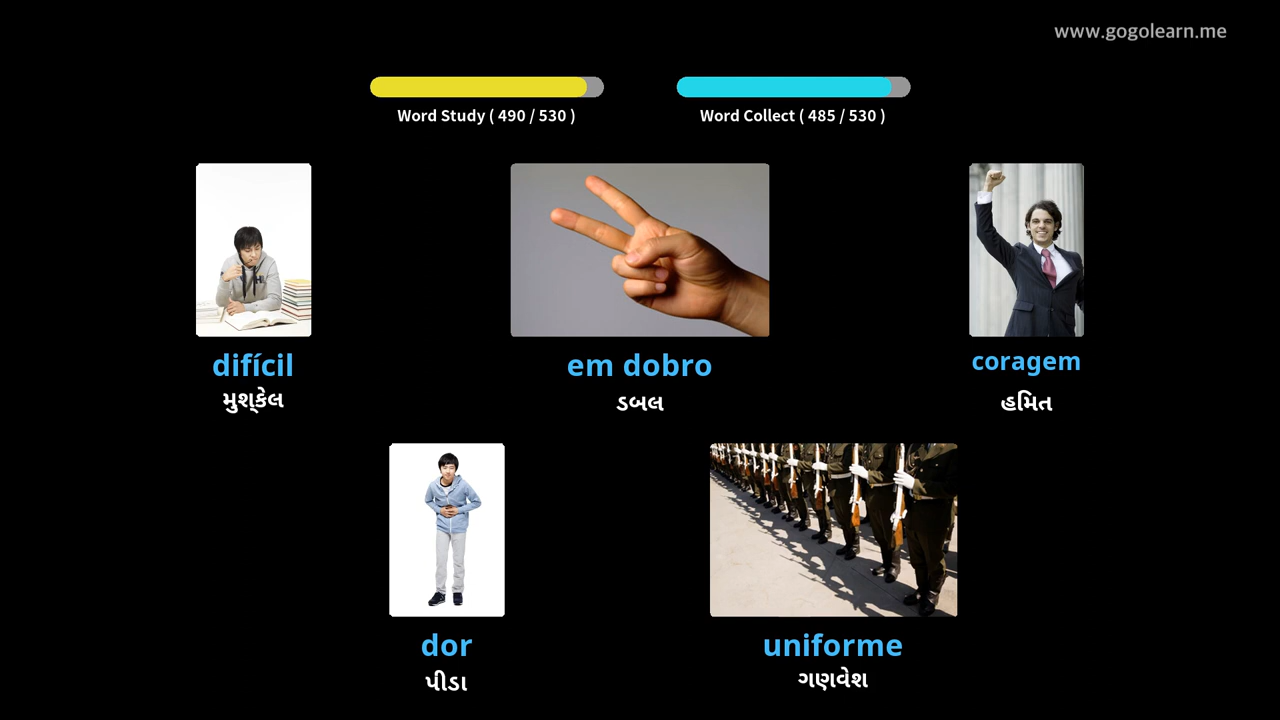 www.gogolearn.me
Word Study ( 490 / 530 )
Word Collect ( 485 / 530 )
difícil
મુશ્કેલ
em dobro
ડબલ
coragem
હમિત
dor
પીડા
uniforme
ગણવેશ